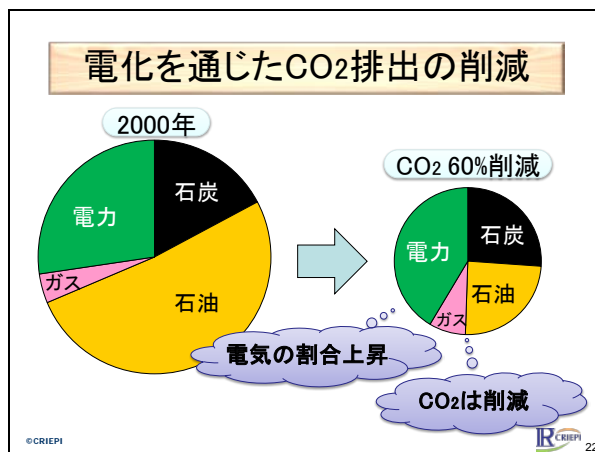 電化を通じたCO2排出の削減
2000年
石炭
電力
ガス
石油
CO2 60%削減
石炭
電力
石油
ガス
電気の割合上昇
CO2は削減
©CRIEPI
IR CRIEPI
22